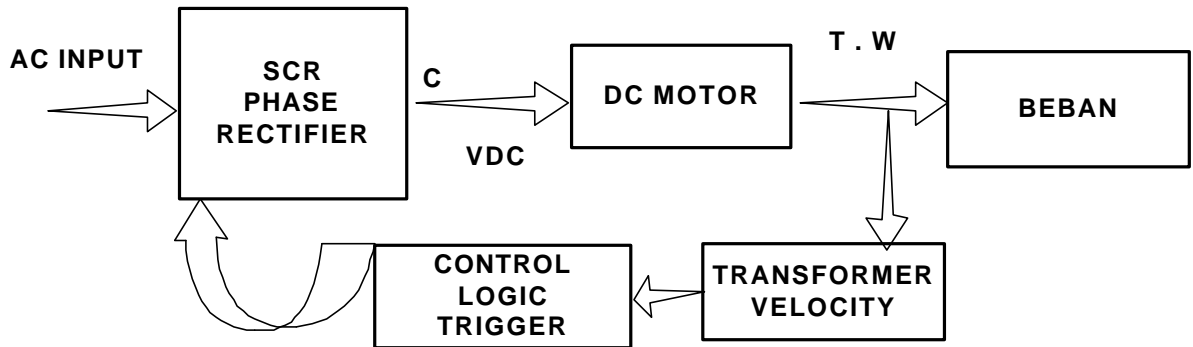 AC INPUT
SCR
PHASE
RECTIFIER
C
VDC
DC MOTOR
T . W
BEBAN
TRANSFORMER
VELOCITY
CONTROL
LOGIC
TRIGGER